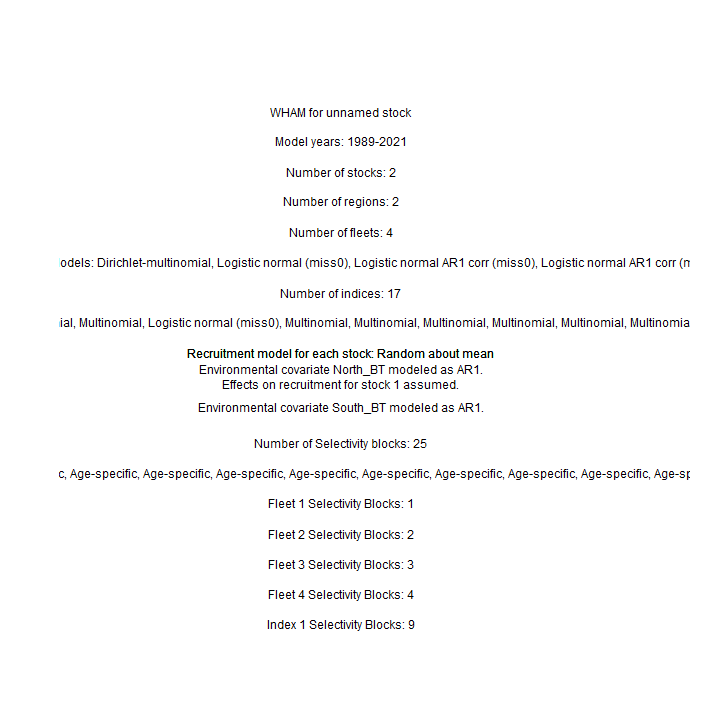 WHAM for unnamed stock
Model years: 1989-2021
Number of stocks: 2
Number of regions: 2
Number of fleets: 4
odels: Dirichlet-multinomial, Logistic normal (miss0), Logistic normal AR1 corr (miss0), Logistic normal AR1 corr (m
Number of indices: 17
ial, Multinomial, Logistic normal (miss0), Multinomial, Multinomial, Multinomial, Multinomial, Multinomial, Multinomia
Recruitment model for each stock: Random about mean
Environmental covariate North_BT modeled as AR1.
Effects on recruitment for stock 1 assumed.
Environmental covariate South_BT modeled as AR1.
Number of Selectivity blocks: 25
c, Age-specific, Age-specific, Age-specific, Age-specific, Age-specific, Age-specific, Age-specific, Age-specific, Age-sp
Fleet 1 Selectivity Blocks: 1
Fleet 2 Selectivity Blocks: 2
Fleet 3 Selectivity Blocks: 3
Fleet 4 Selectivity Blocks: 4
Index 1 Selectivity Blocks: 9